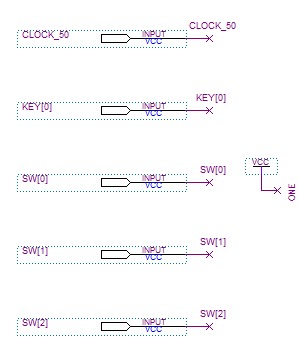 CLOCK_50 INPUT VCC CLOCK_50
KEY[0] INPUT VCC KEY[0]
SW[0] INPUT VCC SW[0]
VCC
ONE
SW[1] INPUT VCC SW[1]
SW[2] INPUT VCC SW[2]